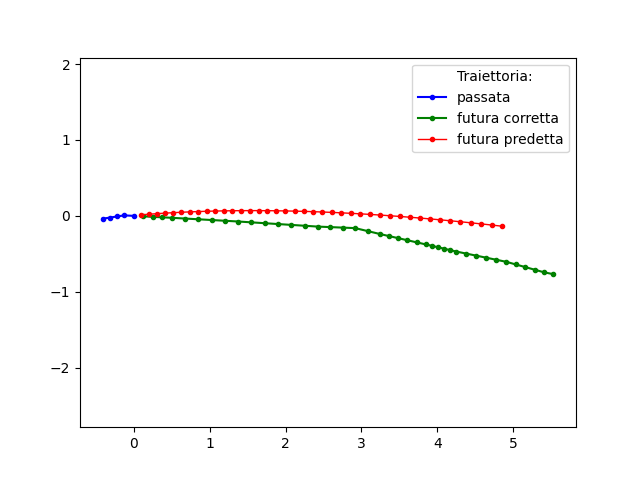 Traiettoria:
passata
futura corretta
futura predetta
2
1
0
−1
−2
0 1 2 3 4 5